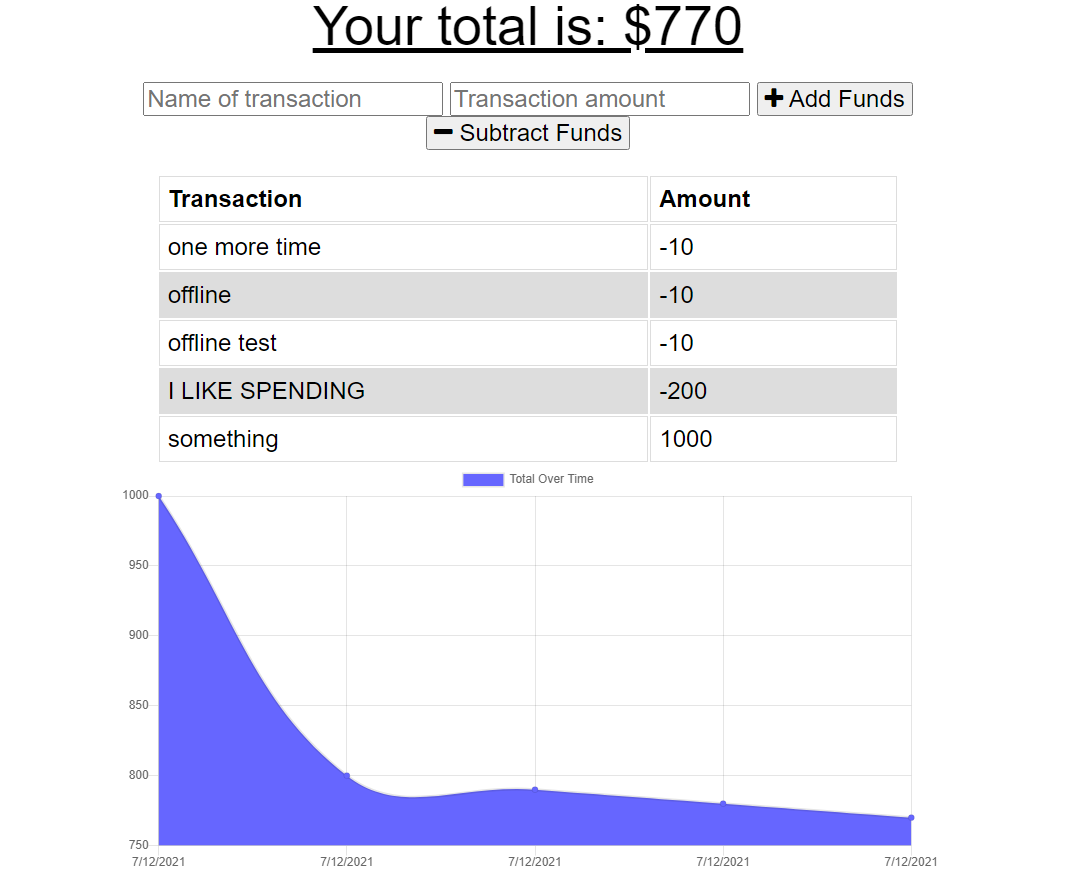 Your total is: $770
Name of transaction Transaction amount Add Funds
Subtract Funds
Transaction Amount
one more time -10
offline -10
offline test -10
I LIKE SPENDING -200
something 1000
Total Over Time
1000
950
900
850
800
750
7/12/2021 7/12/2021 7/12/2021 7/12/2021 7/12/2021